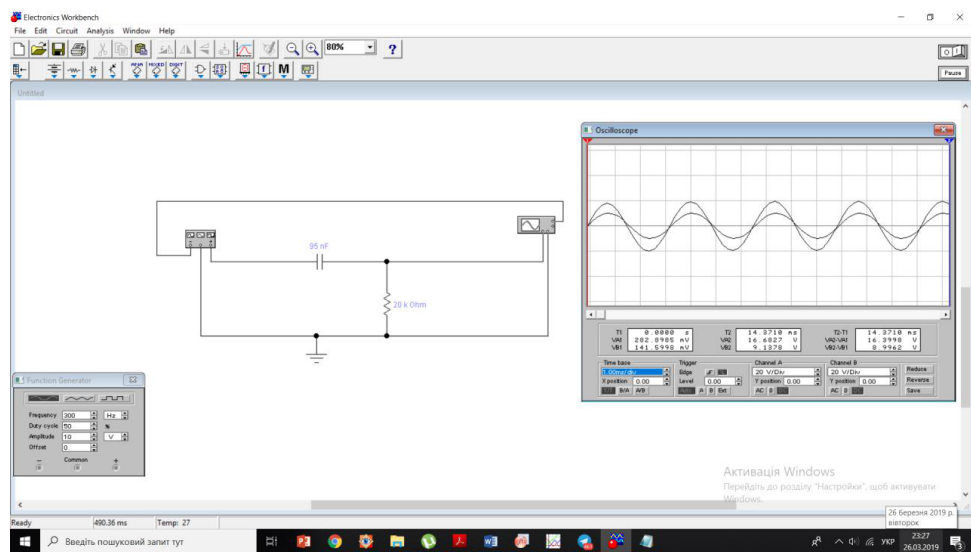 Electronics Workbench
File Edit Circuit Analysis Window Help
80%
ANA MIXED DIGIT
M
Pause
Untitled
95 nF
20 k Ohm
Oscilloscope
T1 0.0000 s T2 14.3710 ms T2-T1 14.3710 ms
VA1 202.0985 mV VA2 16.6027 V VA2-VA1 16.3998 V
VB1 141.5998 mV VB2 9.1378 V VB2-VB1 8.9962 V
Time base Trigger Channel A Channel B
1.00ms/div Edge 20 V/Div 20 V/Div Reduce
X position 0.00 Level 0.00 Y position 0.00 Y position 0.00 Reverse
B/A A/B A B Ext AC 0 AC 0 Save
Function Generator
Frequency 300 Hz
Duty cycle 50 %
Amplitude 10 V
Offset 0
− Common +
Активація Windows
Перейдіть до розділу "Настройки", щоб активувати
Windows.
26 березня 2019 р.
вівторок
Ready 490.36 ms Temp: 27
Введіть пошуковий запит тут
УКР 23:27
26.03.2019